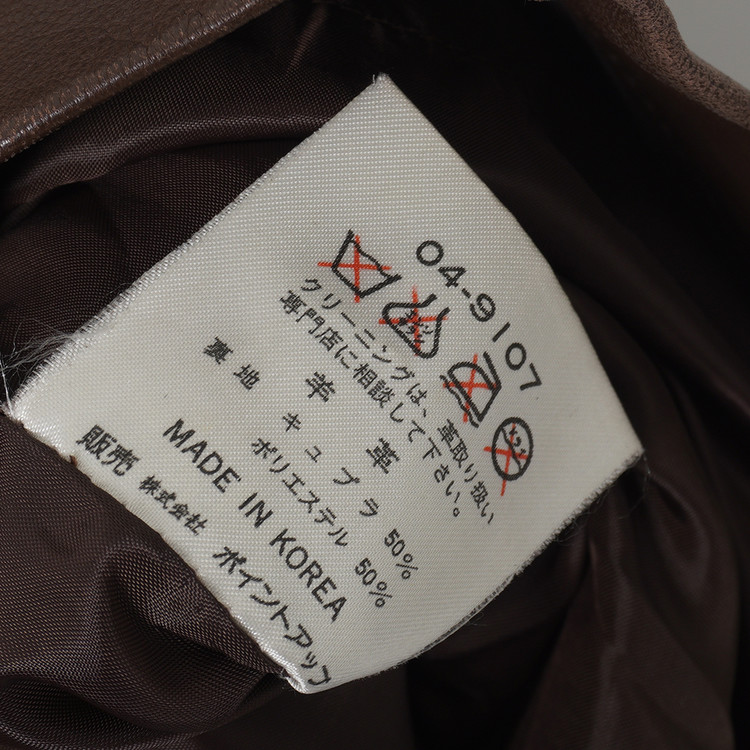 04-9107
クリーニングは、革取り扱い
専門店に相談して下さい。
羊 革
裏地 キュプラ 50%
ポリエステル 50%
MADE IN KOREA
販売 株式会社 ポイントアップ